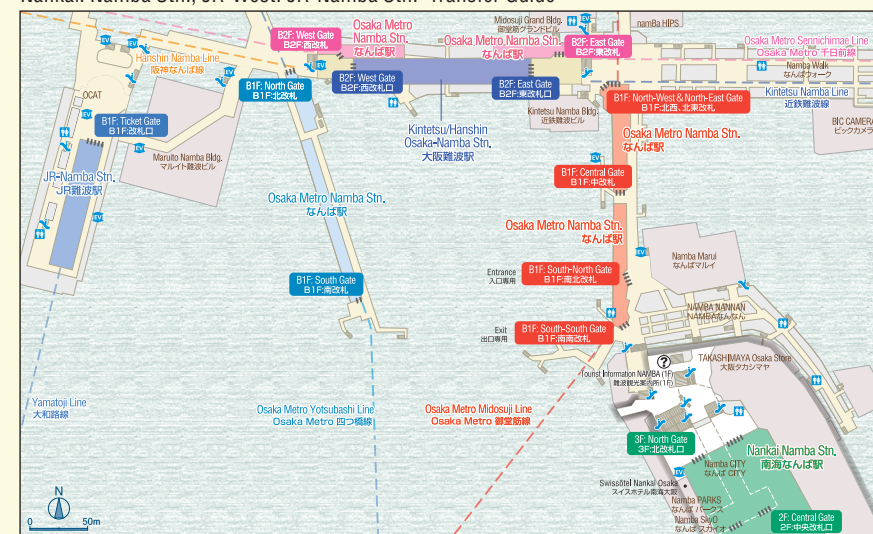 Nankai: Namba Stn., JR-West: JR-Namba Stn. Transfer Guide
Midosuji Grand Bldg.
御堂筋グランドビル
namBa HIPS
B2F: West Gate
B2F:西改札
Osaka Metro
Namba Stn.
なんば駅
Osaka Metro Namba Stn.
なんば駅
B2F: East Gate
B2F:東改札
Osaka Metro Sennichimae Line
Osaka Metro 千日前線
Hanshin Namba Line
阪神なんば線
Namba Walk
なんばウォーク
B1F: North Gate
B1F:北改札
B2F: West Gate
B2F:西改札口
B2F: East Gate
B2F:東改札口
Kintetsu Namba Line
近鉄難波線
OCAT
B1F: North-West & North-East Gate
B1F:北西、北東改札
Kintetsu Namba Bldg.
近鉄難波ビル
B1F: Ticket Gate
B1F:改札口
BIC CAMERA
ビックカメラ
Kintetsu/Hanshin
Osaka-Namba Stn.
大阪難波駅
Osaka Metro Namba Stn.
なんば駅
Maruito Namba Bldg.
マルイト難波ビル
JR-Namba Stn.
JR難波駅
B1F: Central Gate
B1F:中改札
Osaka Metro Namba Stn.
なんば駅
Osaka Metro Namba Stn.
なんば駅
Namba Marui
なんばマルイ
Entrance
入口専用
B1F: South-North Gate
B1F:南北改札
B1F: South Gate
B1F:南改札
NAMBA NANNAN
NAMBAなんなん
Exit
出口専用
B1F: South-South Gate
B1F:南南改札
TAKASHIMAYA Osaka Store
大阪タカシマヤ
Tourist Information NAMBA (1F)
難波観光案内所(1F)
Yamatoji Line
大和路線
Osaka Metro Yotsubashi Line
Osaka Metro 四つ橋線
Osaka Metro Midosuji Line
Osaka Metro 御堂筋線
3F: North Gate
3F:北改札口
Nankai Namba Stn.
南海なんば駅
Namba CITY
なんば CITY
Swissôtel Nankai Osaka
スイスホテル南海大阪
Namba PARKS
なんば パークス
Namba SkyO
なんば スカイオ
2F: Central Gate
2F:中央改札口
N
0 50m
EV
EV
EV
EV
EV
EV
EV
EV
EV
?